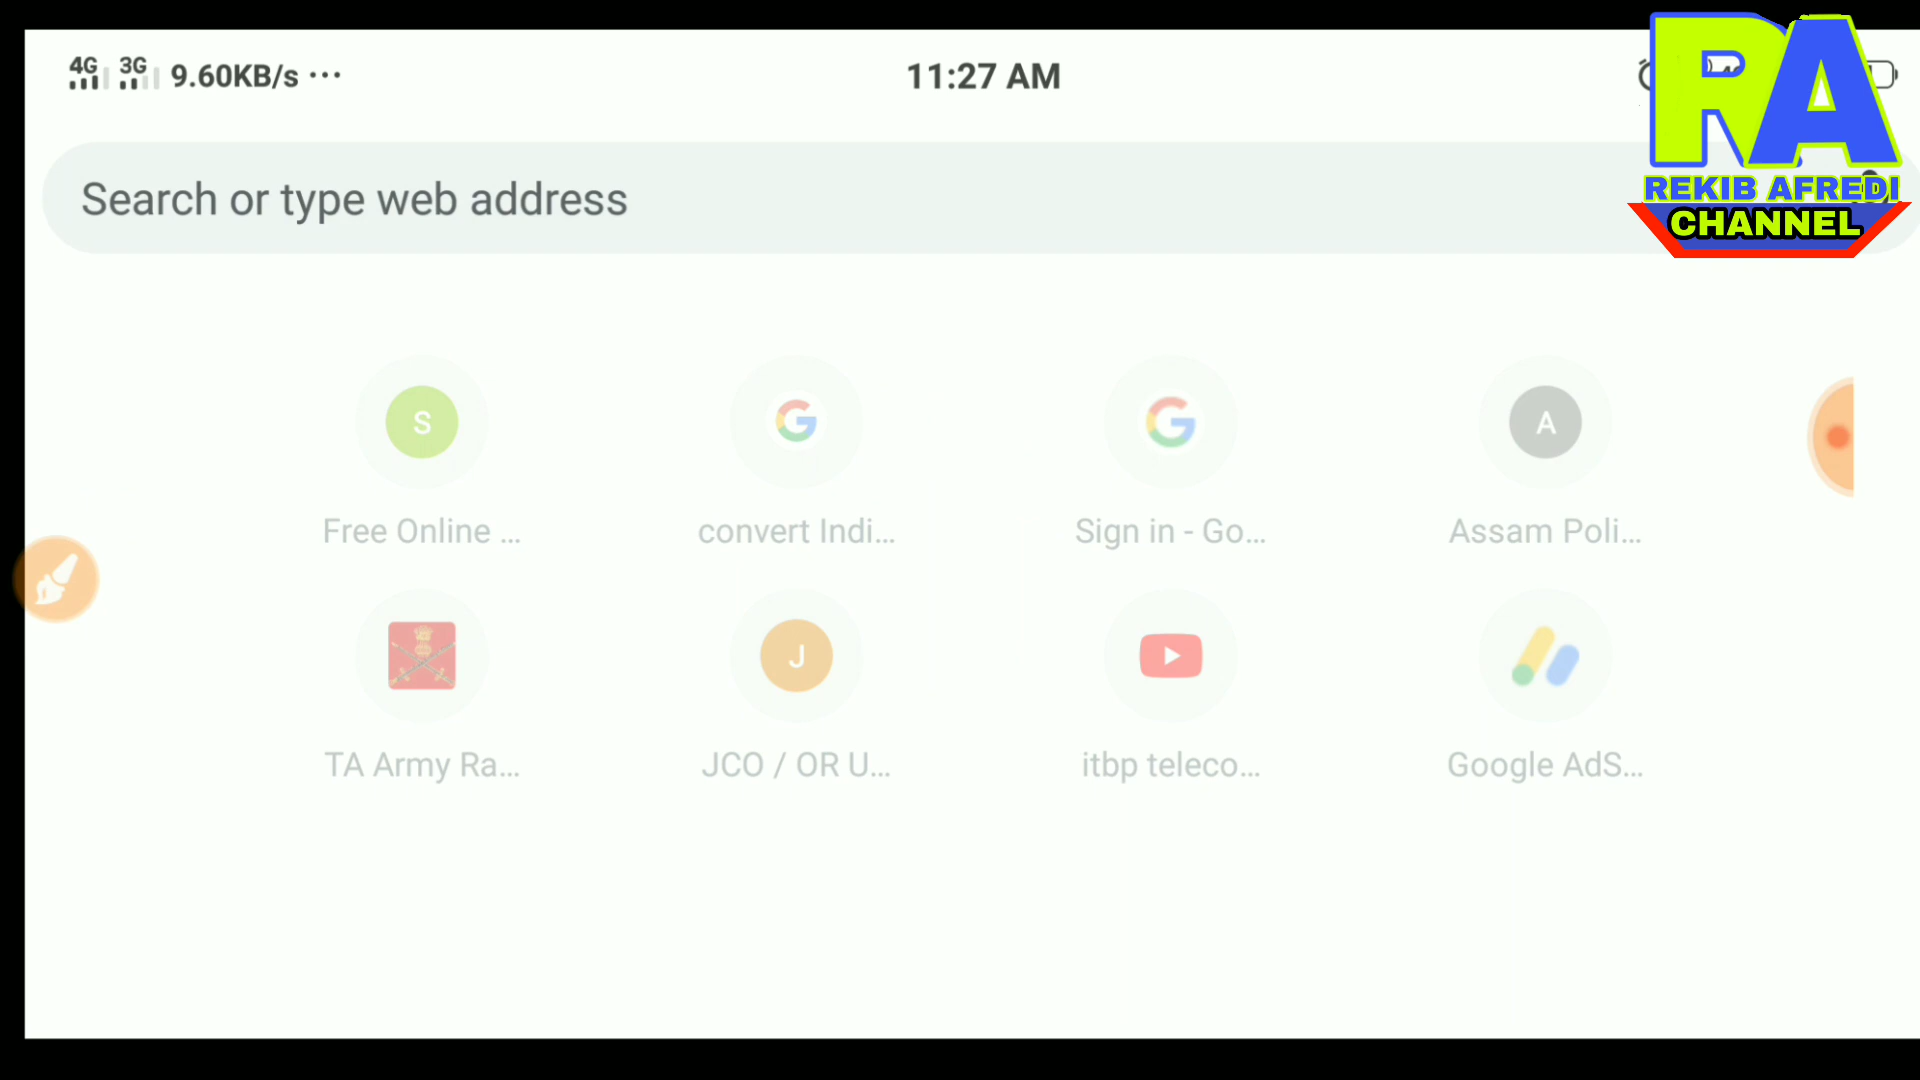 4G 3G 9.60KB/s ...
11:27 AM
RA
REKIB AFREDI
CHANNEL
Search or type web address
S
A
Free Online ...
convert Indi...
Sign in - Go...
Assam Poli...
J
TA Army Ra...
JCO / OR U...
itbp teleco...
Google AdS...